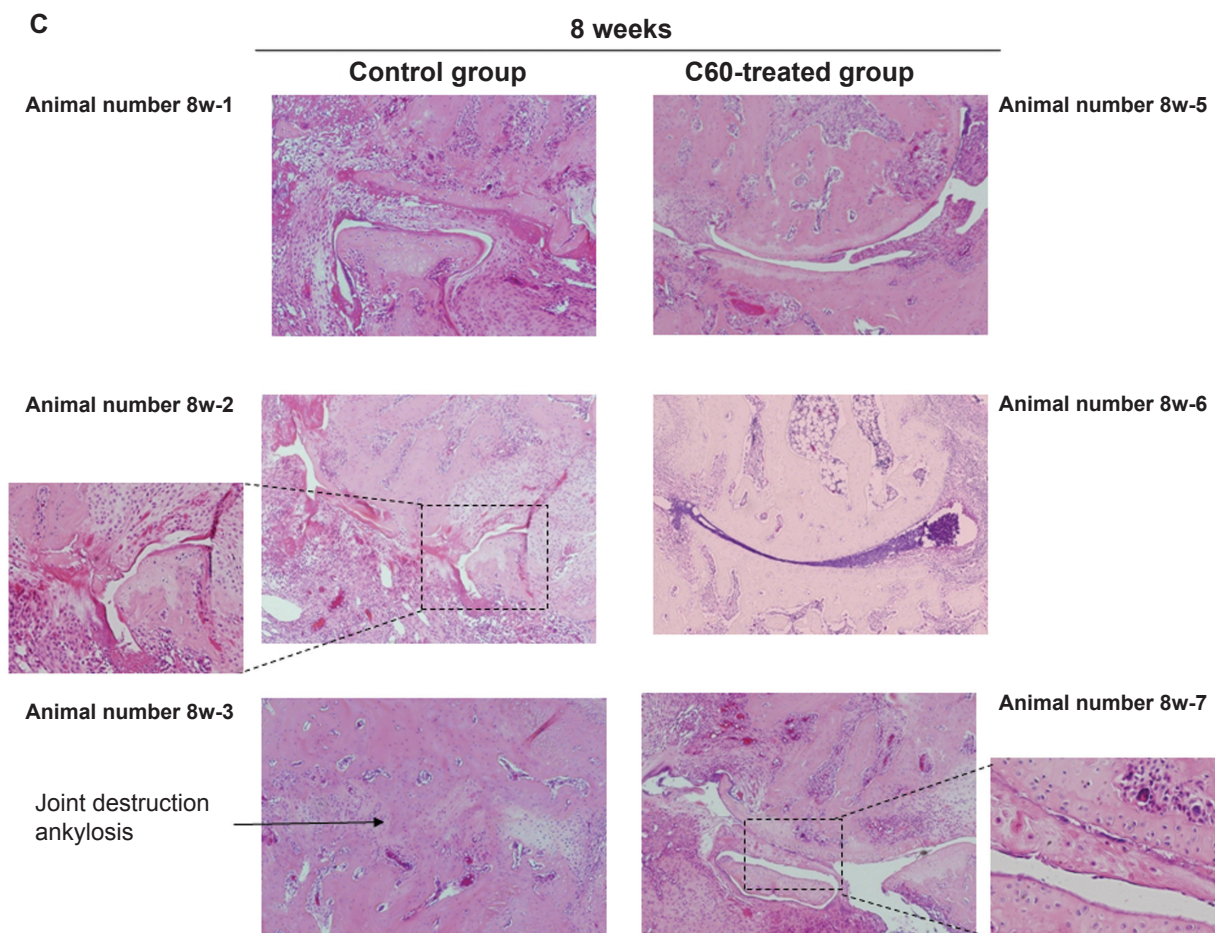 C
8 weeks
Control group
C60-treated group
Animal number 8w-1
Animal number 8w-5
Animal number 8w-2
Animal number 8w-6
Animal number 8w-3
Animal number 8w-7
Joint destruction
ankylosis